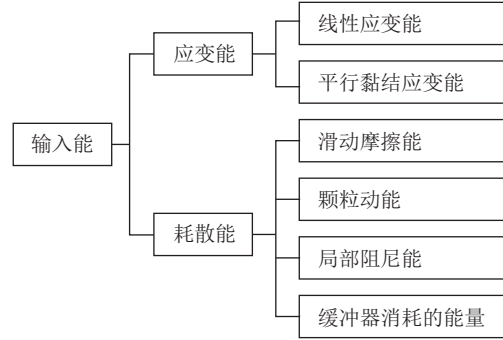 输入能
应变能
线性应变能
平行黏结应变能
耗散能
滑动摩擦能
颗粒动能
局部阻尼能
缓冲器消耗的能量